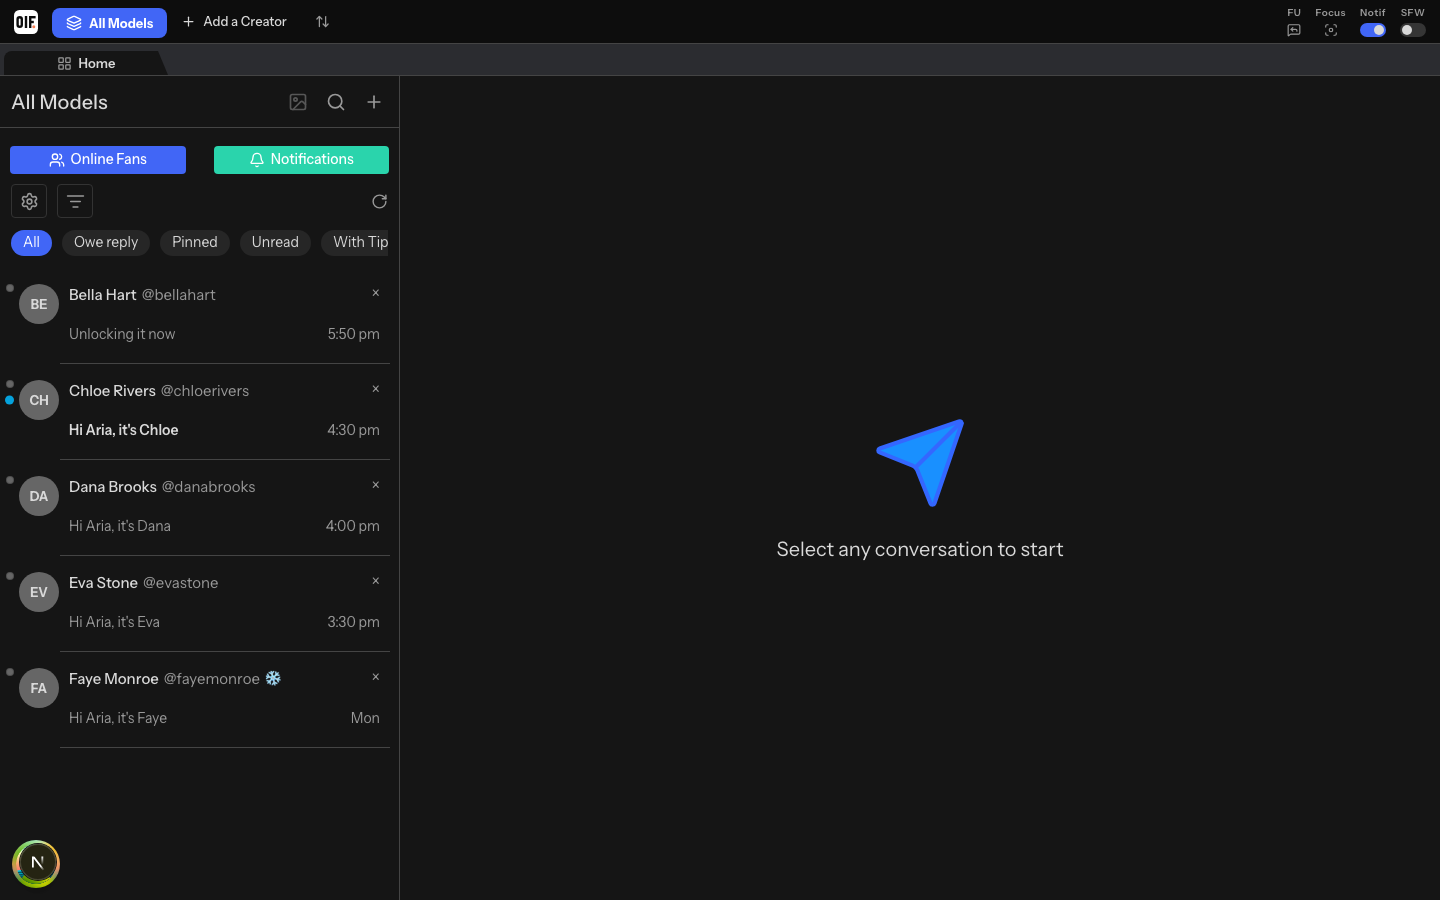 OIF
All Models
Add a Creator
FU
Focus
Notif
SFW
Home
All Models
Online Fans
Notifications
All
Owe reply
Pinned
Unread
With Tip
BE
Bella Hart @bellahart
×
Unlocking it now
5:50 pm
CH
Chloe Rivers @chloerivers
×
Hi Aria, it's Chloe
4:30 pm
DA
Dana Brooks @danabrooks
×
Hi Aria, it's Dana
4:00 pm
EV
Eva Stone @evastone
×
Hi Aria, it's Eva
3:30 pm
FA
Faye Monroe @fayemonroe ❄️
×
Hi Aria, it's Faye
Mon
N
Select any conversation to start